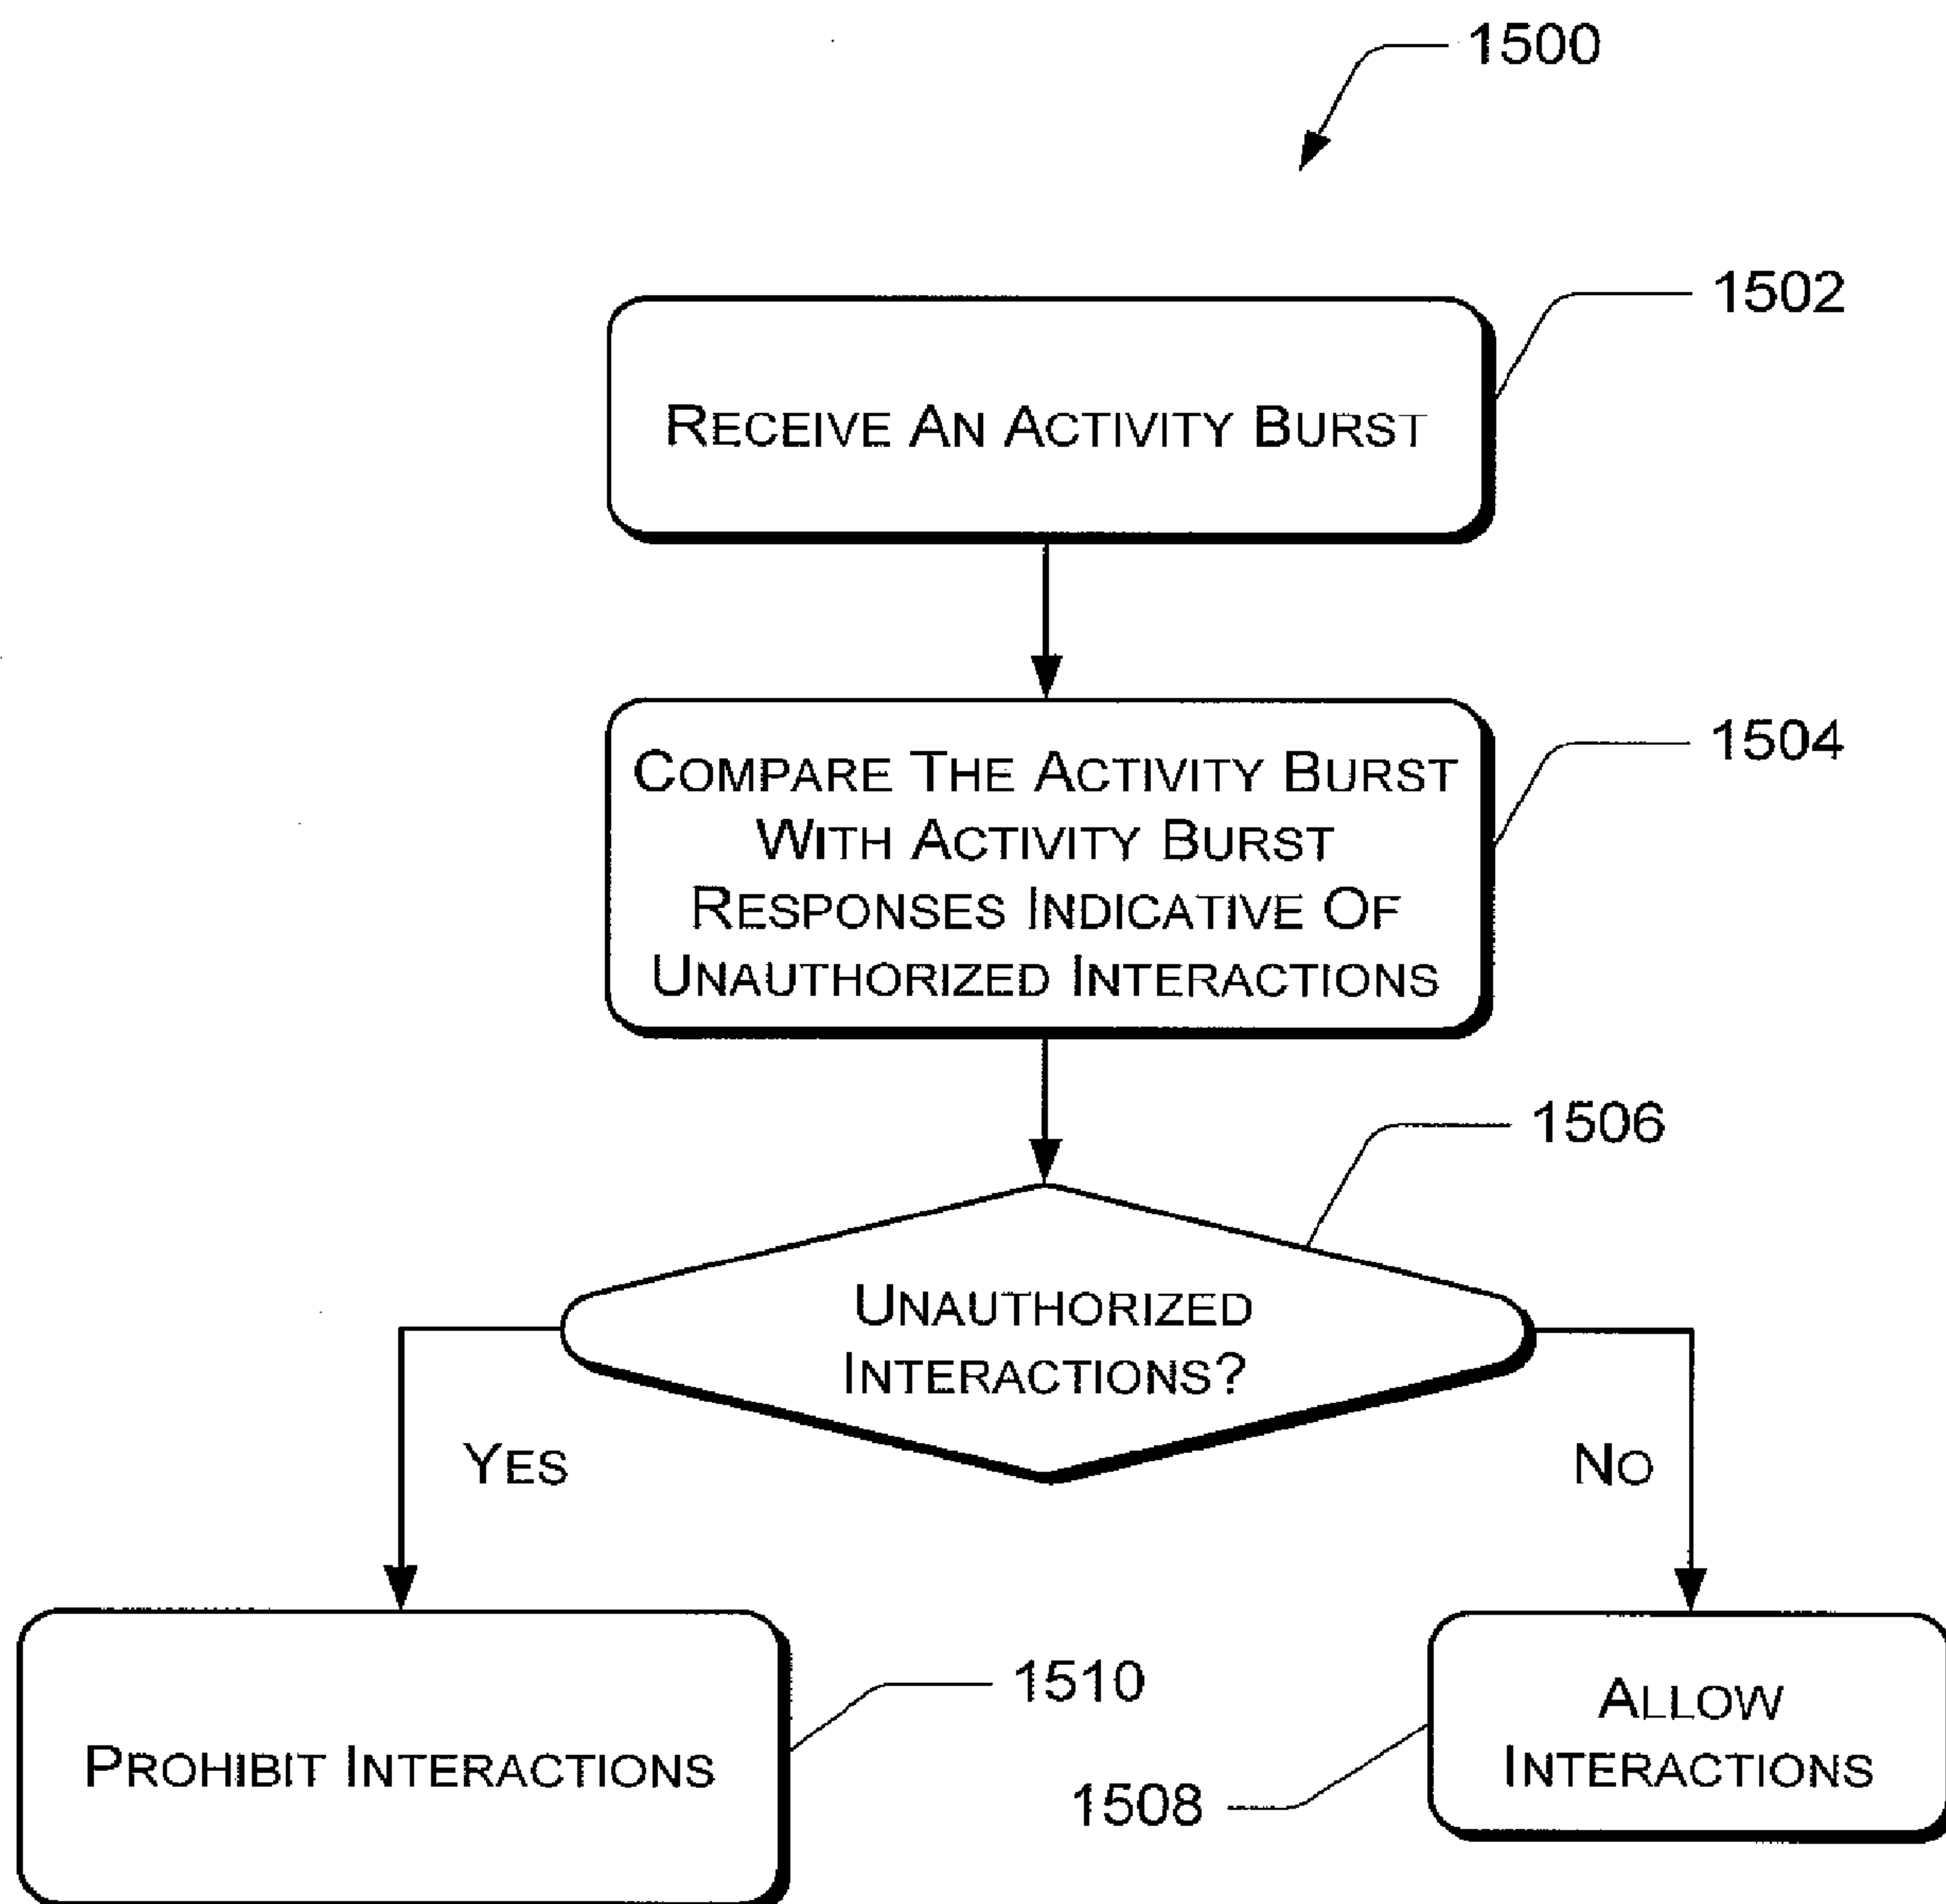 1500
1502
RECEIVE AN ACTIVITY BURST
1504
COMPARE THE ACTIVITY BURST
WITH ACTIVITY BURST
RESPONSES INDICATIVE OF
UNAUTHORIZED INTERACTIONS
1506
UNAUTHORIZED
INTERACTIONS?
YES
NO
1510
PROHIBIT INTERACTIONS
ALLOW
INTERACTIONS
1508